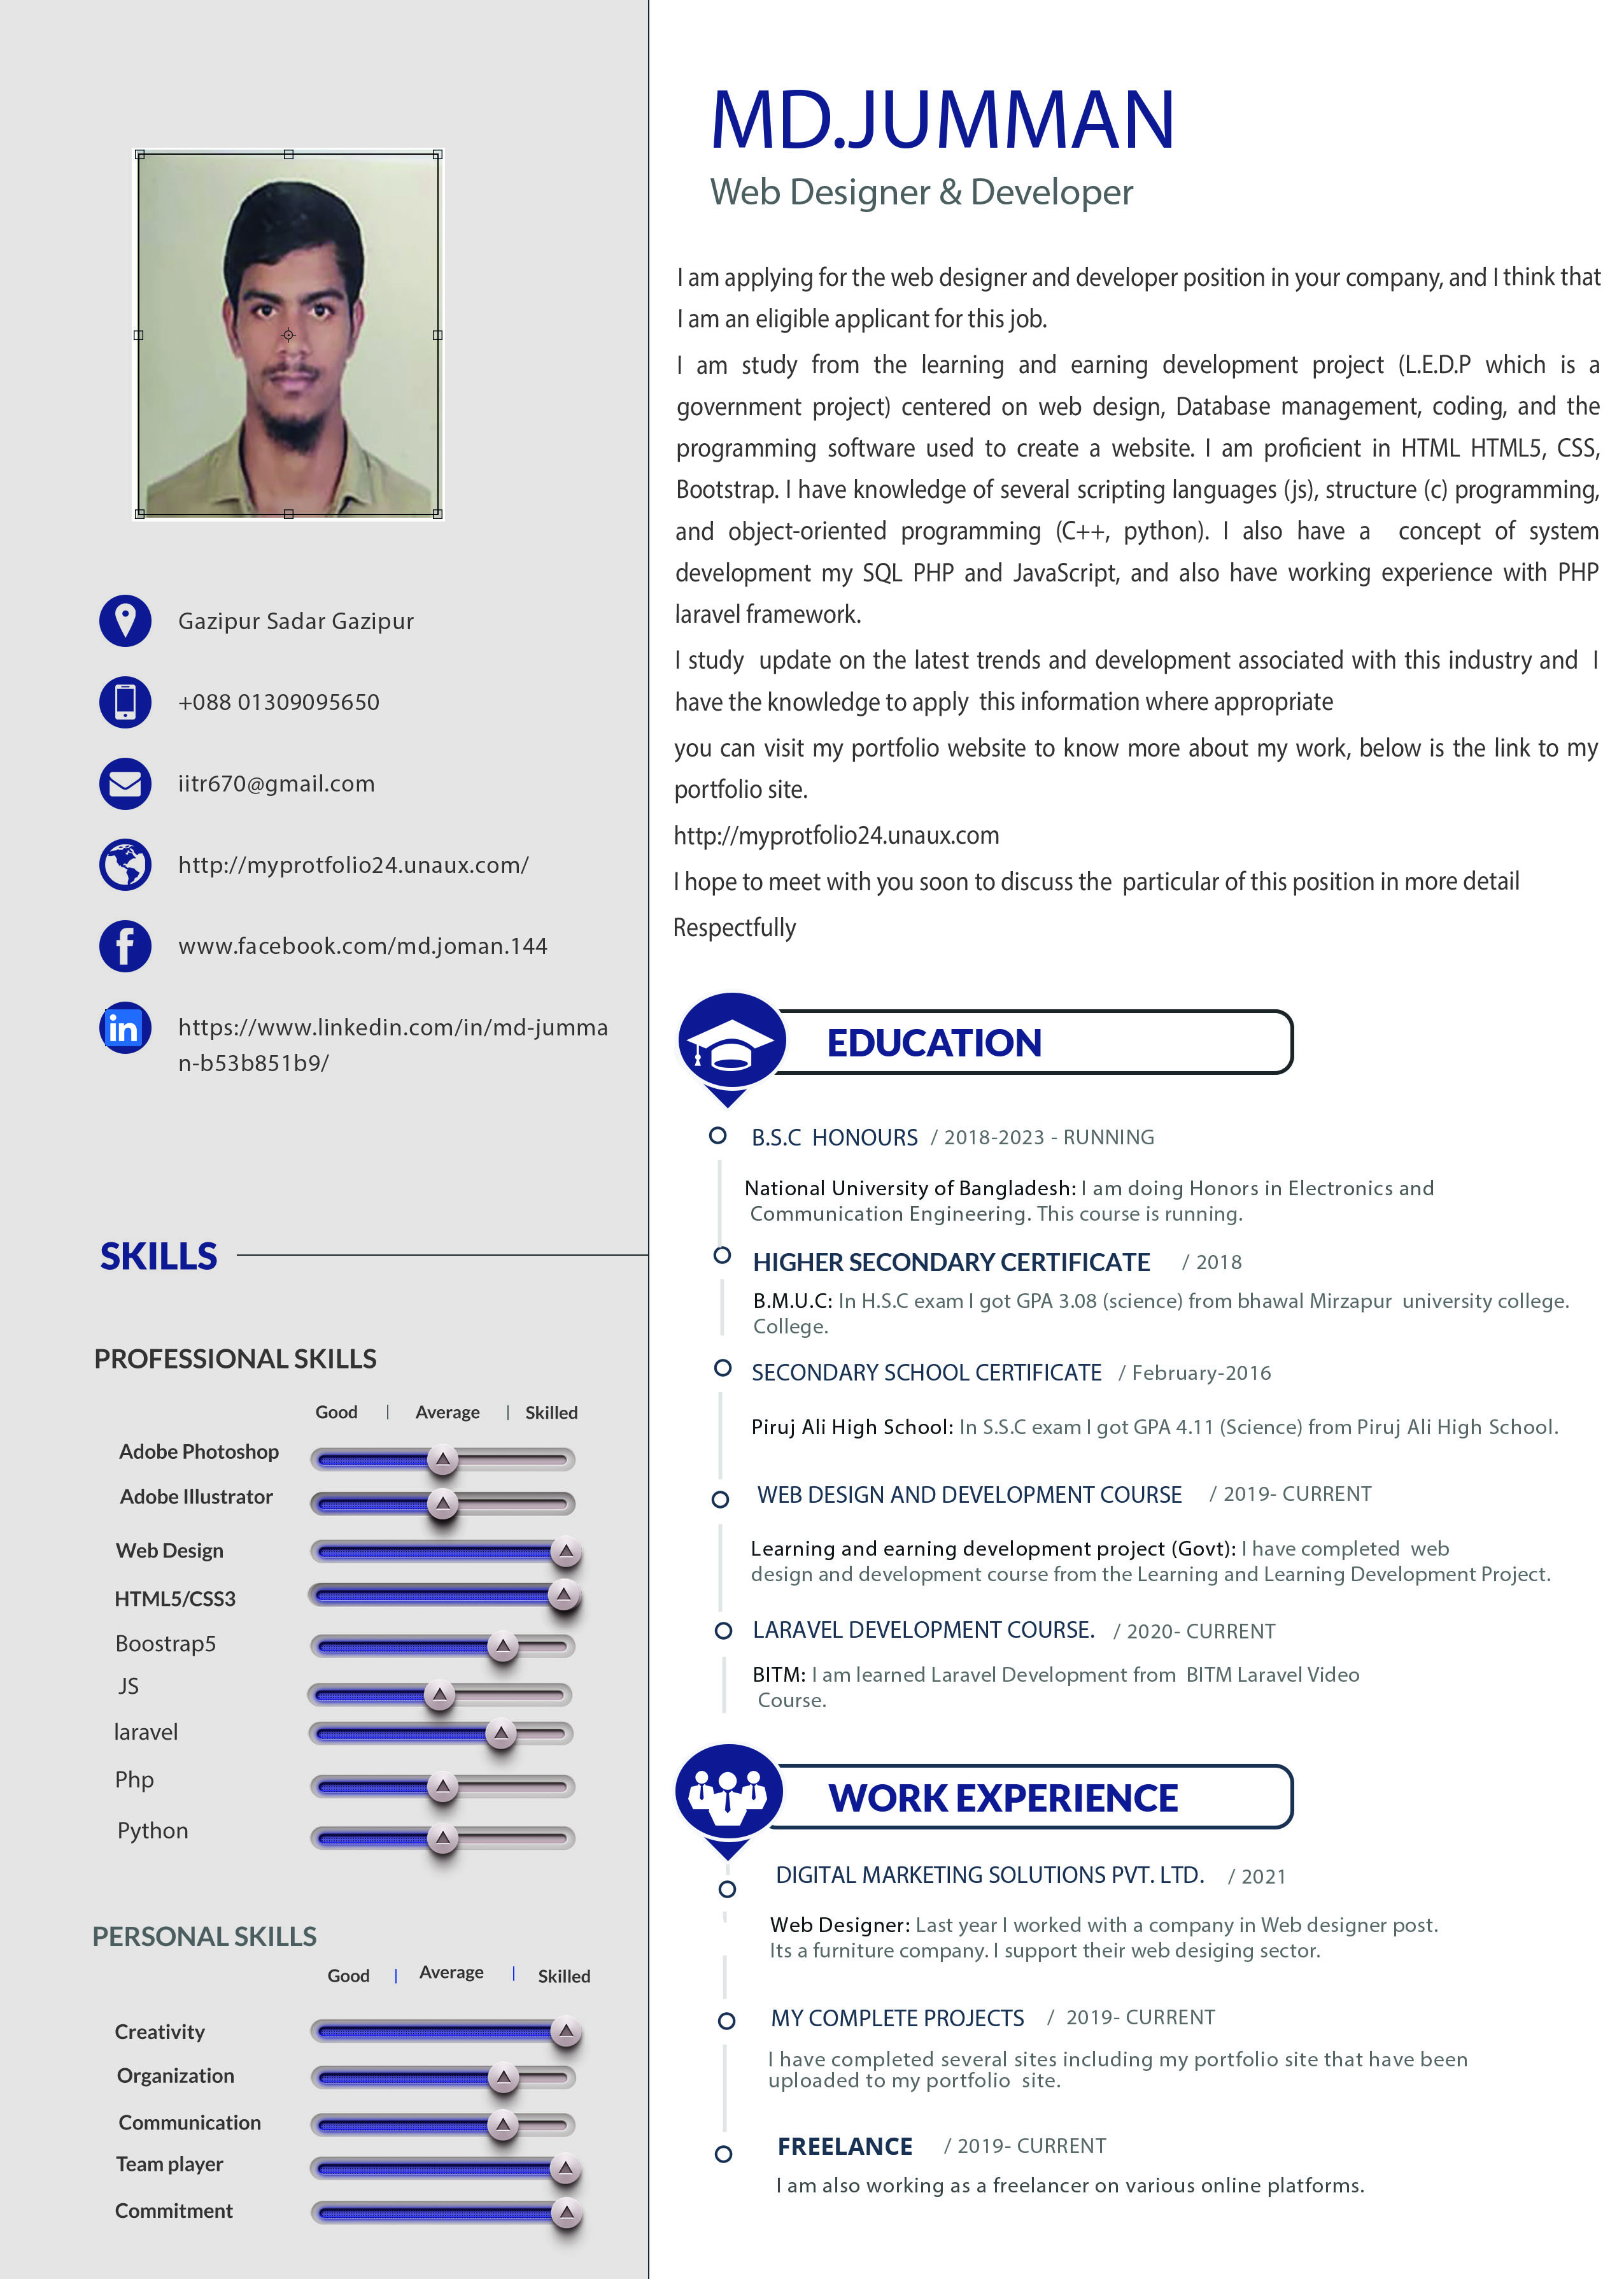 MD.JUMMAN
Web Designer & Developer
I am applying for the web designer and developer position in your company, and I think that
I am an eligible applicant for this job.
I am study from the learning and earning development project (L.E.D.P which is a
government project) centered on web design, Database management, coding, and the
programming software used to create a website. I am proficient in HTML HTML5, CSS,
Bootstrap. I have knowledge of several scripting languages (js), structure (c) programming,
and object-oriented programming (C++, python). I also have a concept of system
development my SQL PHP and JavaScript, and also have working experience with PHP
laravel framework.
I study update on the latest trends and development associated with this industry and I
have the knowledge to apply this information where appropriate
you can visit my portfolio website to know more about my work, below is the link to my
portfolio site.
http://myprotfolio24.unaux.com
I hope to meet with you soon to discuss the particular of this position in more detail
Respectfully
Gazipur Sadar Gazipur
+088 01309095650
iitr670@gmail.com
http://myprotfolio24.unaux.com/
www.facebook.com/md.joman.144
in
https://www.linkedin.com/in/md-jumma
n-b53b851b9/
SKILLS
PROFESSIONAL SKILLS
Good | Average | Skilled
Adobe Photoshop
Adobe Illustrator
Web Design
HTML5/CSS3
Boostrap5
JS
laravel
Php
Python
PERSONAL SKILLS
Good | Average | Skilled
Creativity
Organization
Communication
Team player
Commitment
EDUCATION
B.S.C HONOURS / 2018-2023 - RUNNING
National University of Bangladesh: I am doing Honors in Electronics and
Communication Engineering. This course is running.
HIGHER SECONDARY CERTIFICATE / 2018
B.M.U.C: In H.S.C exam I got GPA 3.08 (science) from bhawal Mirzapur university college.
College.
SECONDARY SCHOOL CERTIFICATE / February-2016
Piruj Ali High School: In S.S.C exam I got GPA 4.11 (Science) from Piruj Ali High School.
WEB DESIGN AND DEVELOPMENT COURSE / 2019- CURRENT
Learning and earning development project (Govt): I have completed web
design and development course from the Learning and Learning Development Project.
LARAVEL DEVELOPMENT COURSE. / 2020- CURRENT
BITM: I am learned Laravel Development from BITM Laravel Video
Course.
WORK EXPERIENCE
DIGITAL MARKETING SOLUTIONS PVT. LTD. / 2021
Web Designer: Last year I worked with a company in Web designer post.
Its a furniture company. I support their web desiging sector.
MY COMPLETE PROJECTS / 2019- CURRENT
I have completed several sites including my portfolio site that have been
uploaded to my portfolio site.
FREELANCE / 2019- CURRENT
I am also working as a freelancer on various online platforms.